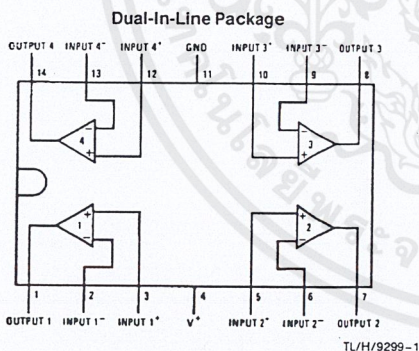 Dual-In-Line Package
OUTPUT 4 INPUT 4⁻ INPUT 4⁺ GND INPUT 3⁺ INPUT 3⁻ OUTPUT 3
14 13 12 11 10 9 8
4 − +
3 − +
1 + −
2 + −
1 2 3 4 5 6 7
OUTPUT 1 INPUT 1⁻ INPUT 1⁺ V⁺ INPUT 2⁺ INPUT 2⁻ OUTPUT 2
TL/H/9299-1